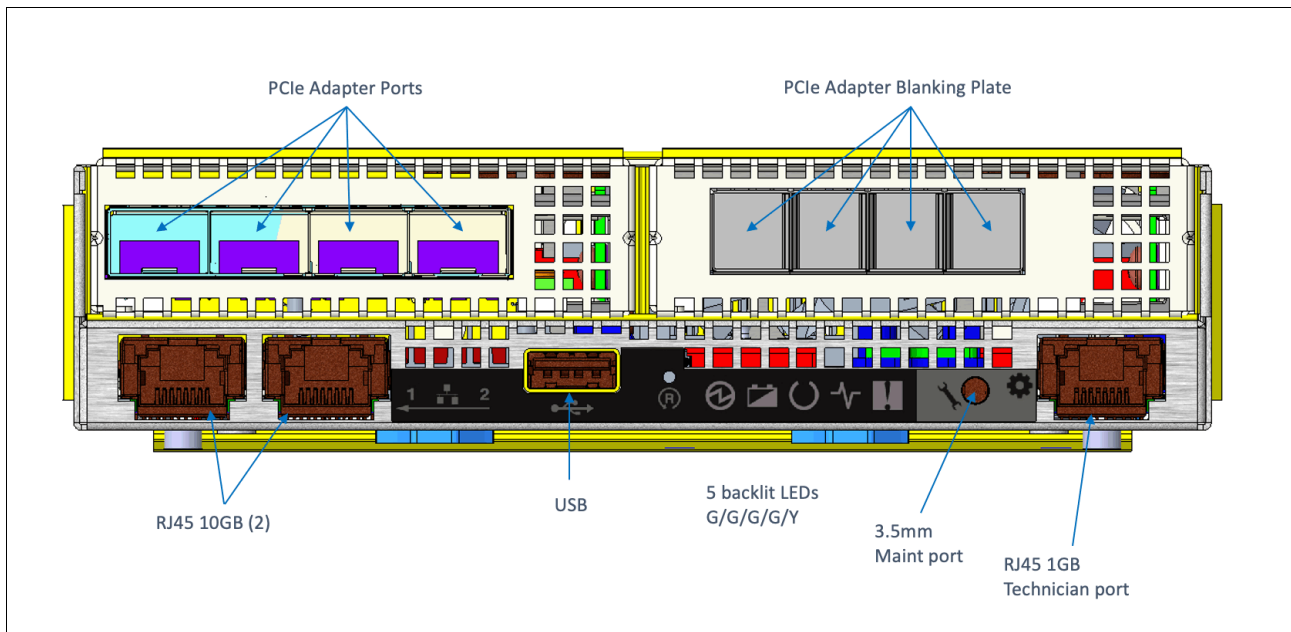 PCIe Adapter Ports
PCIe Adapter Blanking Plate
1
2
R
RJ45 10GB (2)
USB
5 backlit LEDs
G/G/G/G/Y
3.5mm
Maint port
RJ45 1GB
Technician port